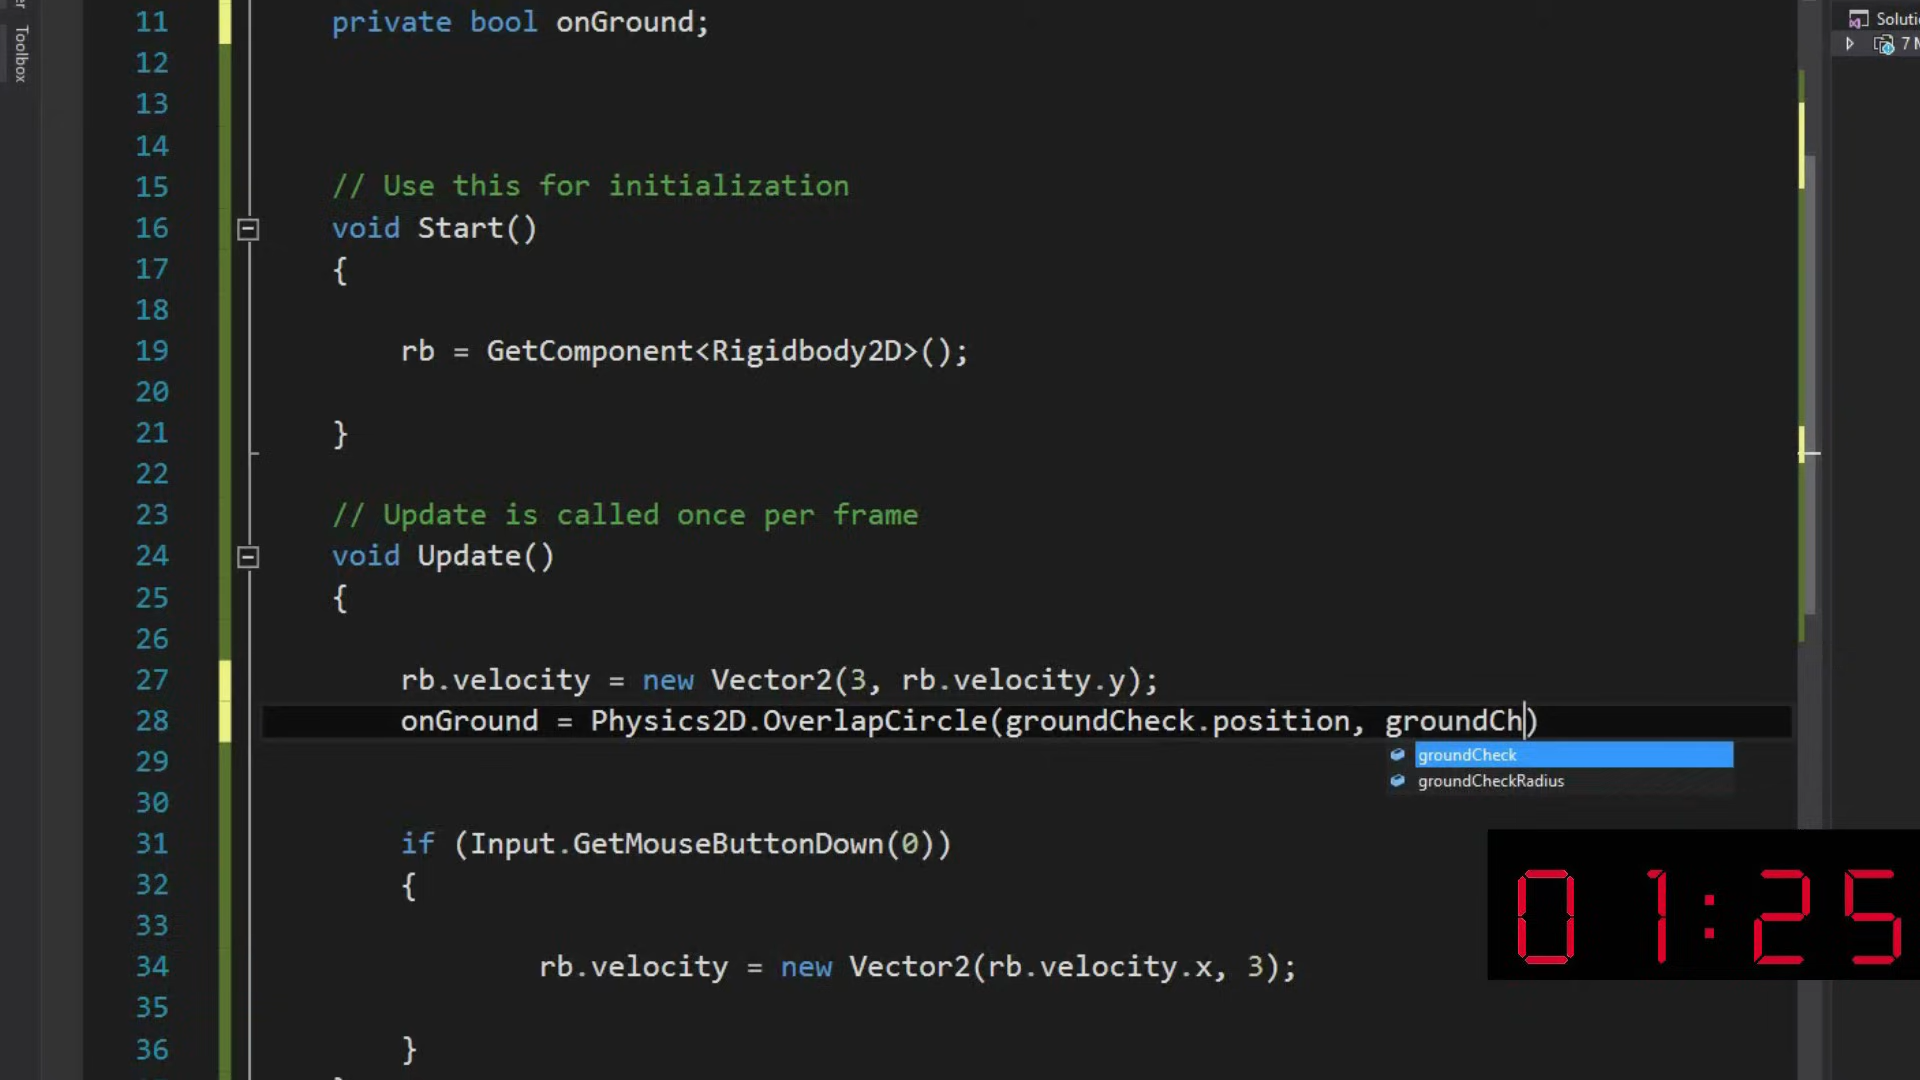 er
Toolbox
Soluti
7 M
11 private bool onGround;
12
13
14
15 // Use this for initialization
16 void Start()
17 {
18
19 rb = GetComponent<Rigidbody2D>();
20
21 }
22
23 // Update is called once per frame
24 void Update()
25 {
26
27 rb.velocity = new Vector2(3, rb.velocity.y);
28 onGround = Physics2D.OverlapCircle(groundCheck.position, groundCh)
groundCheck
groundCheckRadius
29
30
31 if (Input.GetMouseButtonDown(0))
32 {
33
34 rb.velocity = new Vector2(rb.velocity.x, 3);
35
36 }
01:25